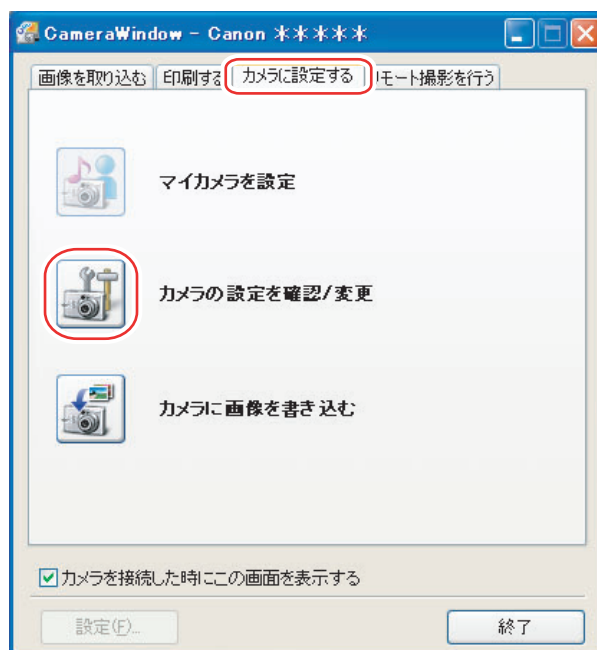 CameraWindow - Canon ＊＊＊＊＊
画像を取り込む 印刷する カメラに設定する リモート撮影を行う
マイカメラを設定
カメラの設定を確認/変更
カメラに画像を書き込む
カメラを接続した時にこの画面を表示する
設定(F)... 終了